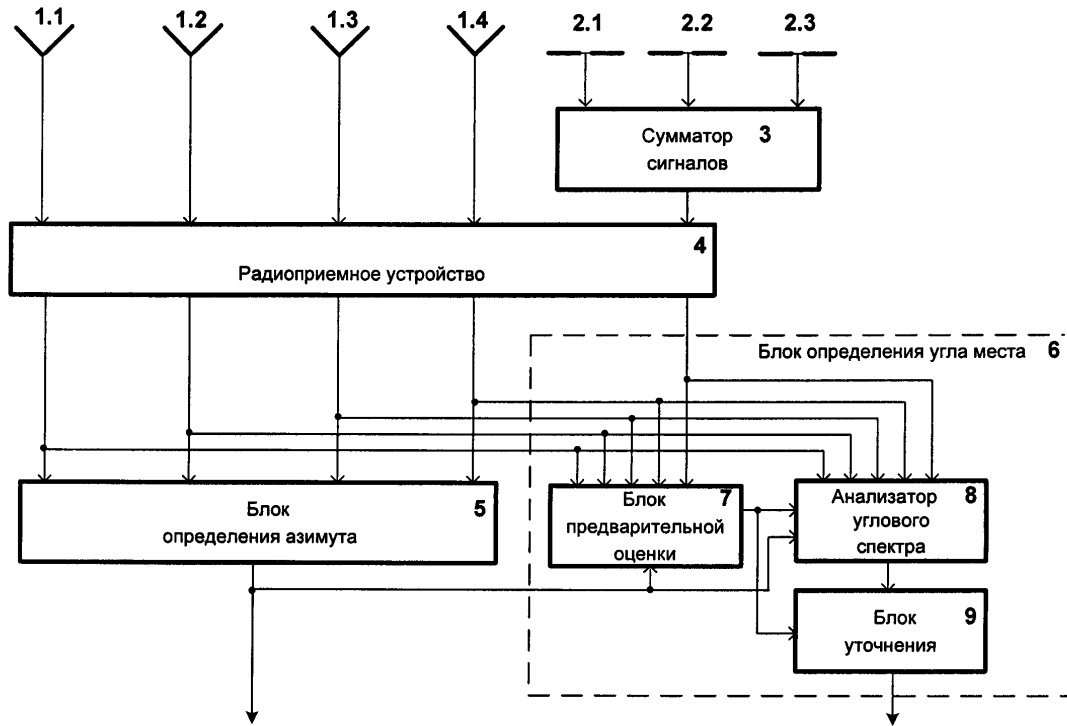 1.1 1.2 1.3 1.4 2.1 2.2 2.3
Сумматор 3
сигналов
4
Радиоприемное устройство
Блок определения угла места 6
Блок 5
определения азимута
Блок 7
предварительной
оценки
Анализатор 8
углового
спектра
Блок 9
уточнения